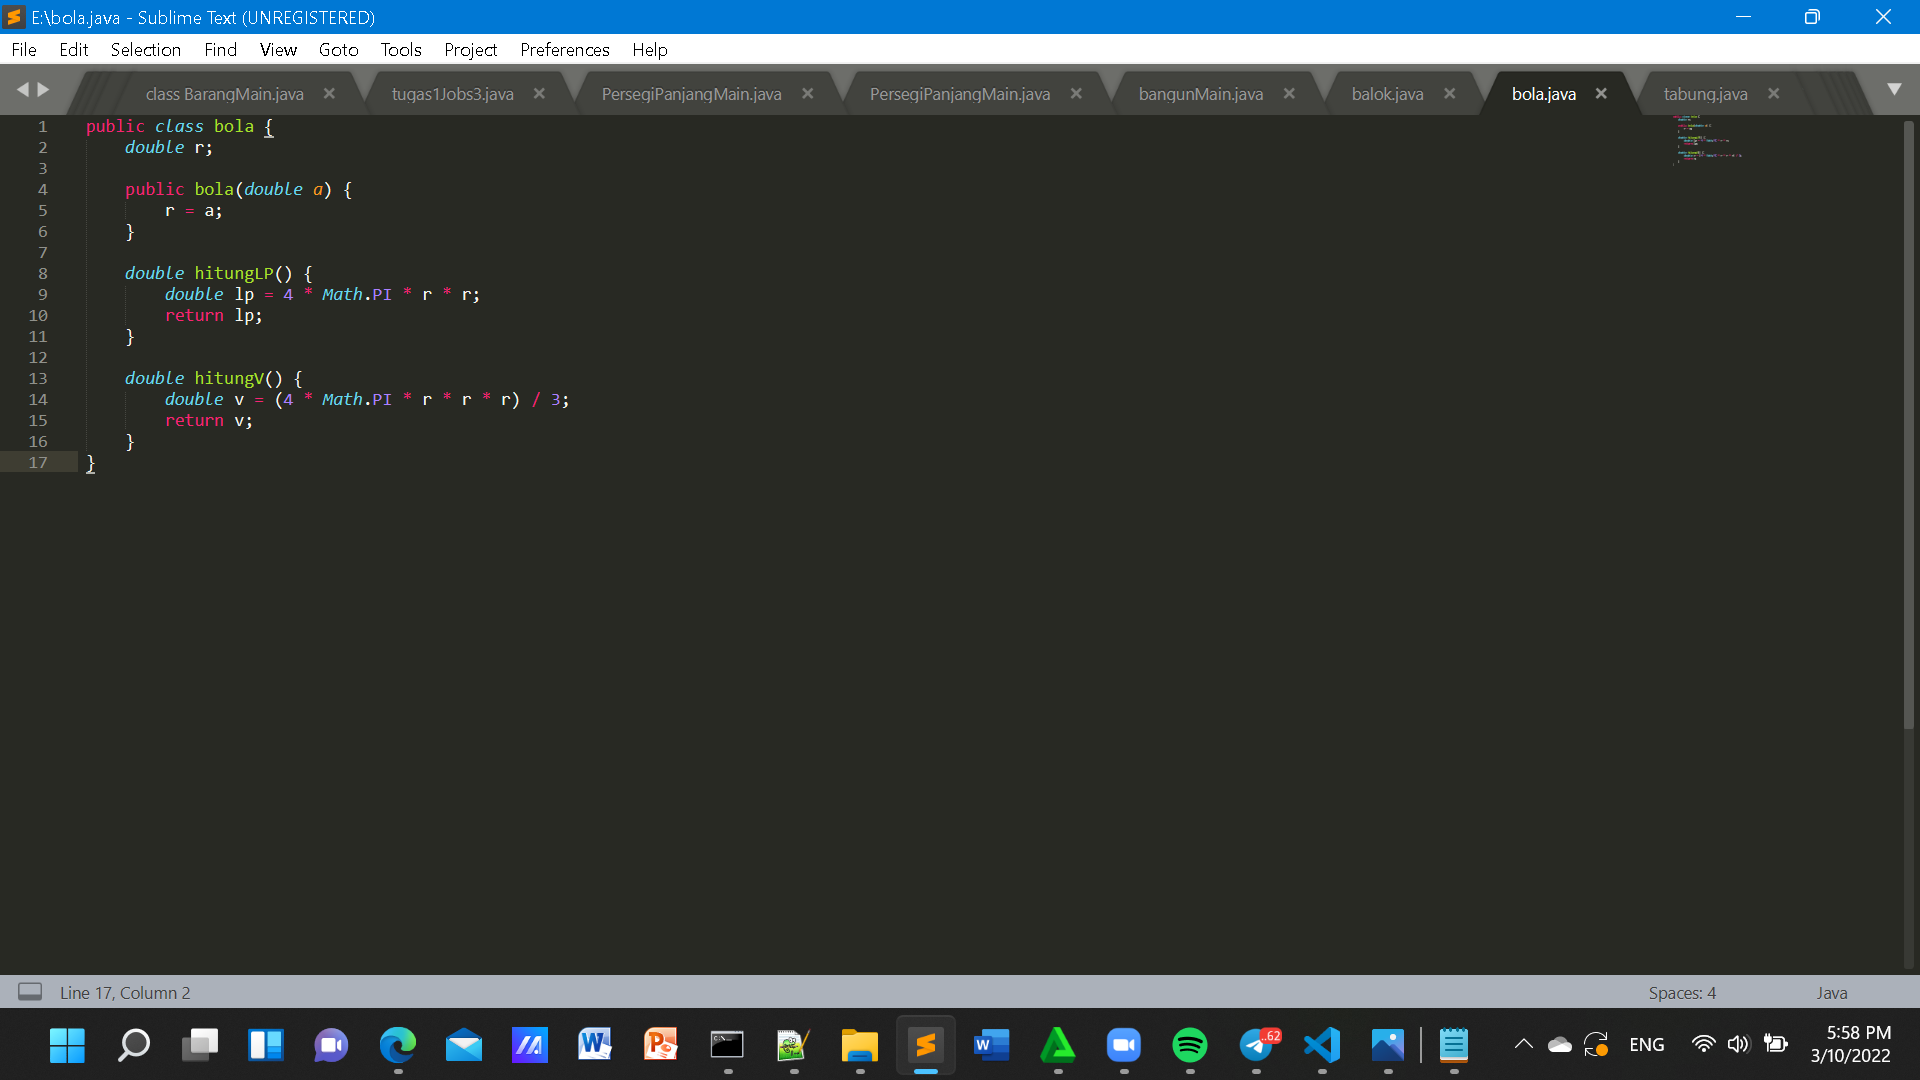 E:\bola.java - Sublime Text (UNREGISTERED)
File Edit Selection Find View Goto Tools Project Preferences Help
class BarangMain.java tugas1Jobs3.java PersegiPanjangMain.java PersegiPanjangMain.java bangunMain.java balok.java bola.java tabung.java
1 public class bola {
2 double r;
3
4 public bola(double a) {
5 r = a;
6 }
7
8 double hitungLP() {
9 double lp = 4 * Math.PI * r * r;
10 return lp;
11 }
12
13 double hitungV() {
14 double v = (4 * Math.PI * r * r * r) / 3;
15 return v;
16 }
17 }
Line 17, Column 2 Spaces: 4 Java
ENG 5:58 PM
3/10/2022